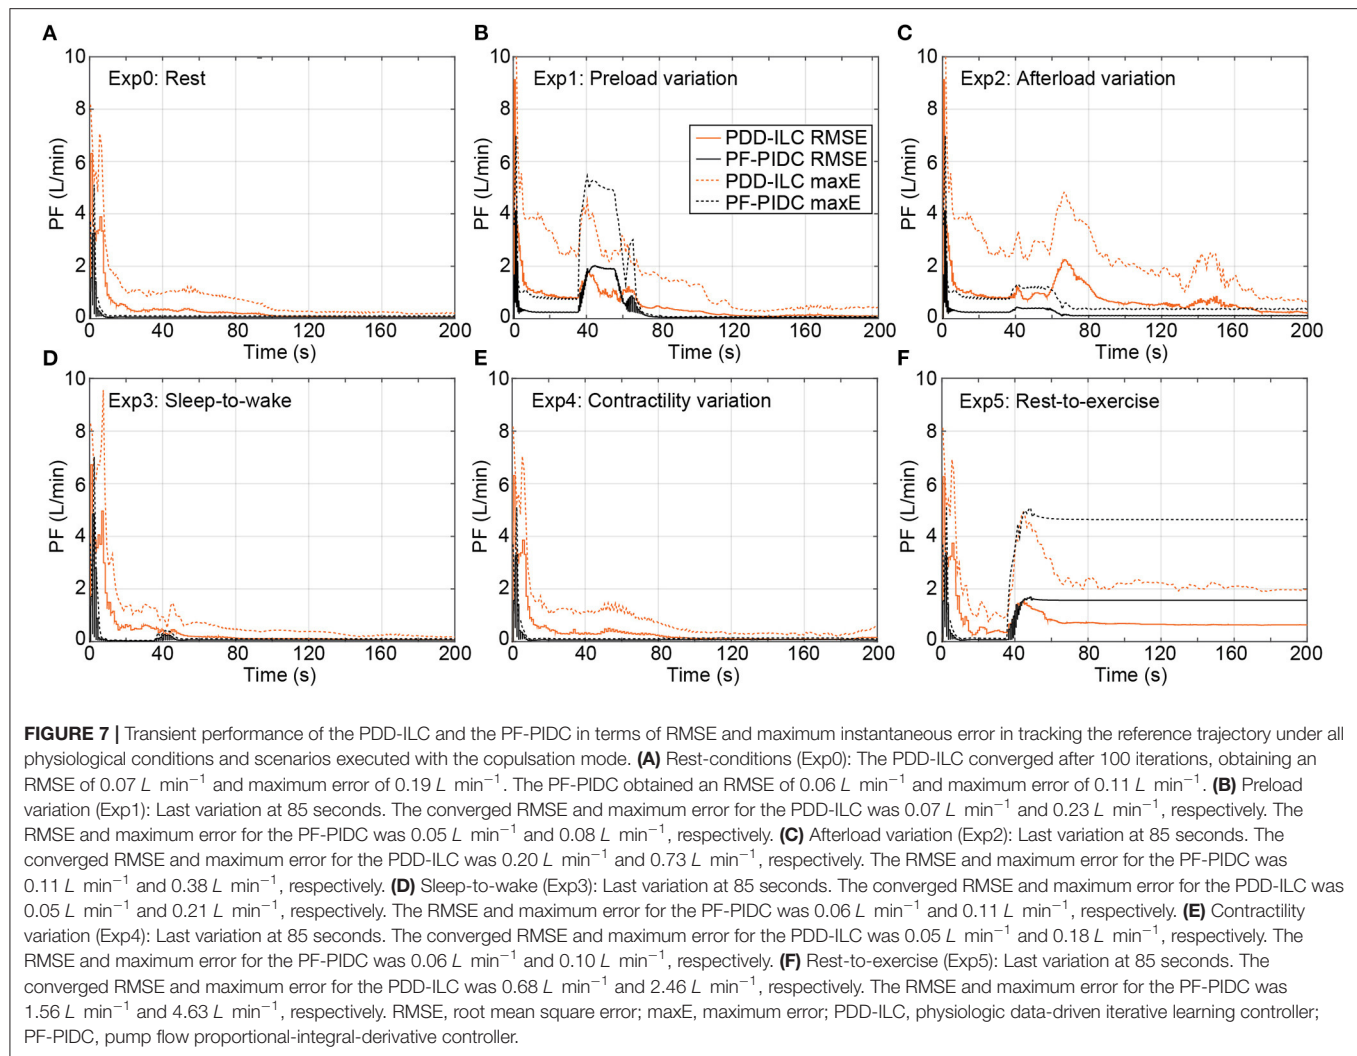 A
B
C
10
8
6
4
2
0
PF (L/min)
Exp0: Rest
0
40
80
120
160
200
Time (s)
10
8
6
4
2
0
PF (L/min)
Exp1: Preload variation
PDD-ILC RMSE
PF-PIDC RMSE
PDD-ILC maxE
PF-PIDC maxE
0
40
80
120
160
200
Time (s)
10
8
6
4
2
0
PF (L/min)
Exp2: Afterload variation
0
40
80
120
160
200
Time (s)
D
E
F
10
8
6
4
2
0
PF (L/min)
Exp3: Sleep-to-wake
0
40
80
120
160
200
Time (s)
10
8
6
4
2
0
PF (L/min)
Exp4: Contractility variation
0
40
80
120
160
200
Time (s)
10
8
6
4
2
0
PF (L/min)
Exp5: Rest-to-exercise
0
40
80
120
160
200
Time (s)
FIGURE 7 | Transient performance of the PDD-ILC and the PF-PIDC in terms of RMSE and maximum instantaneous error in tracking the reference trajectory under all
physiological conditions and scenarios executed with the copulsation mode. (A) Rest-conditions (Exp0): The PDD-ILC converged after 100 iterations, obtaining an
RMSE of 0.07 L min⁻¹ and maximum error of 0.19 L min⁻¹. The PF-PIDC obtained an RMSE of 0.06 L min⁻¹ and maximum error of 0.11 L min⁻¹. (B) Preload
variation (Exp1): Last variation at 85 seconds. The converged RMSE and maximum error for the PDD-ILC was 0.07 L min⁻¹ and 0.23 L min⁻¹, respectively. The
RMSE and maximum error for the PF-PIDC was 0.05 L min⁻¹ and 0.08 L min⁻¹, respectively. (C) Afterload variation (Exp2): Last variation at 85 seconds. The
converged RMSE and maximum error for the PDD-ILC was 0.20 L min⁻¹ and 0.73 L min⁻¹, respectively. The RMSE and maximum error for the PF-PIDC was
0.11 L min⁻¹ and 0.38 L min⁻¹, respectively. (D) Sleep-to-wake (Exp3): Last variation at 85 seconds. The converged RMSE and maximum error for the PDD-ILC was
0.05 L min⁻¹ and 0.21 L min⁻¹, respectively. The RMSE and maximum error for the PF-PIDC was 0.06 L min⁻¹ and 0.11 L min⁻¹, respectively. (E) Contractility
variation (Exp4): Last variation at 85 seconds. The converged RMSE and maximum error for the PDD-ILC was 0.05 L min⁻¹ and 0.18 L min⁻¹, respectively. The
RMSE and maximum error for the PF-PIDC was 0.06 L min⁻¹ and 0.10 L min⁻¹, respectively. (F) Rest-to-exercise (Exp5): Last variation at 85 seconds. The
converged RMSE and maximum error for the PDD-ILC was 0.68 L min⁻¹ and 2.46 L min⁻¹, respectively. The RMSE and maximum error for the PF-PIDC was
1.56 L min⁻¹ and 4.63 L min⁻¹, respectively. RMSE, root mean square error; maxE, maximum error; PDD-ILC, physiologic data-driven iterative learning controller;
PF-PIDC, pump flow proportional-integral-derivative controller.